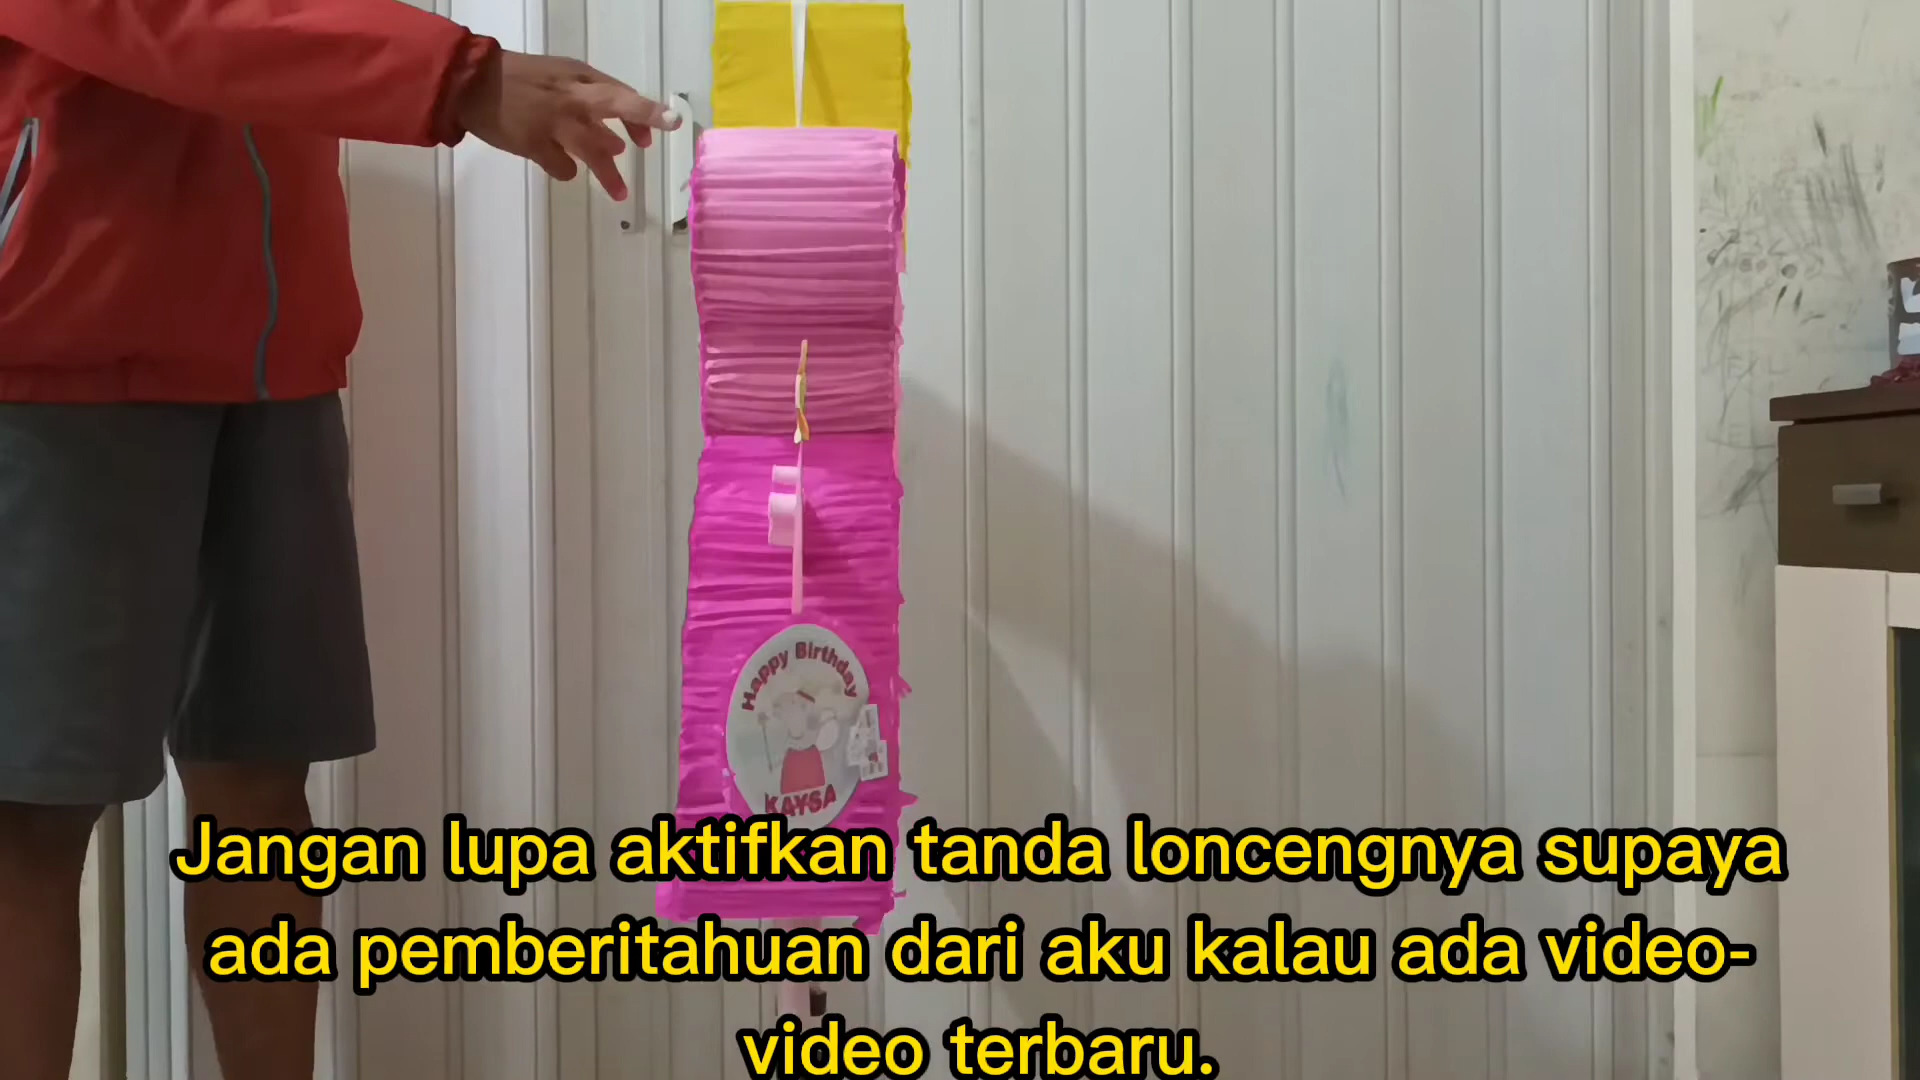 Happy Birthday
KAYSA
Jangan lupa aktifkan tanda loncengnya supaya
ada pemberitahuan dari aku kalau ada video-
video terbaru.